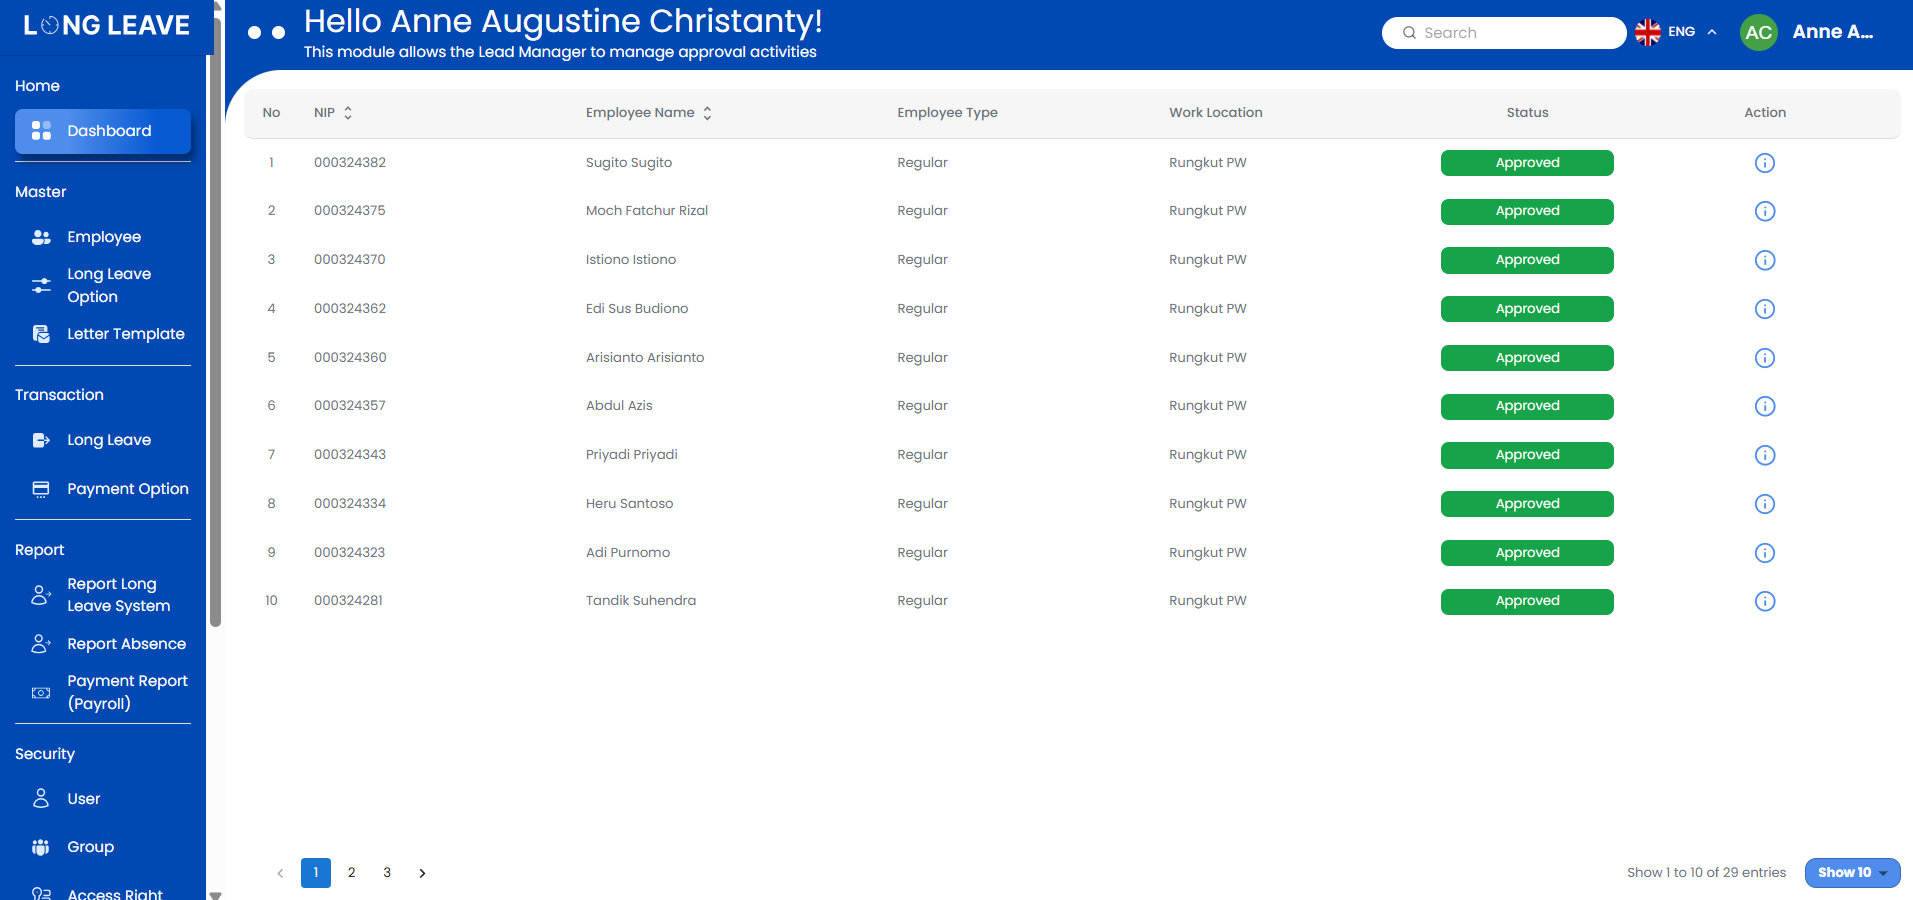 LONG LEAVE
Hello Anne Augustine Christanty!
This module allows the Lead Manager to manage approval activities
Search
ENG
AC
Anne A...
Home
Dashboard
Master
Employee
Long Leave
Option
Letter Template
Transaction
Long Leave
Payment Option
Report
Report Long
Leave System
Report Absence
Payment Report
(Payroll)
Security
User
Group
Access Right
No NIP Employee Name Employee Type Work Location Status Action
1 000324382 Sugito Sugito Regular Rungkut PW Approved
2 000324375 Moch Fatchur Rizal Regular Rungkut PW Approved
3 000324370 Istiono Istiono Regular Rungkut PW Approved
4 000324362 Edi Sus Budiono Regular Rungkut PW Approved
5 000324360 Arisianto Arisianto Regular Rungkut PW Approved
6 000324357 Abdul Azis Regular Rungkut PW Approved
7 000324343 Priyadi Priyadi Regular Rungkut PW Approved
8 000324334 Heru Santoso Regular Rungkut PW Approved
9 000324323 Adi Purnomo Regular Rungkut PW Approved
10 000324281 Tandik Suhendra Regular Rungkut PW Approved
1 2 3
Show 1 to 10 of 29 entries
Show 10